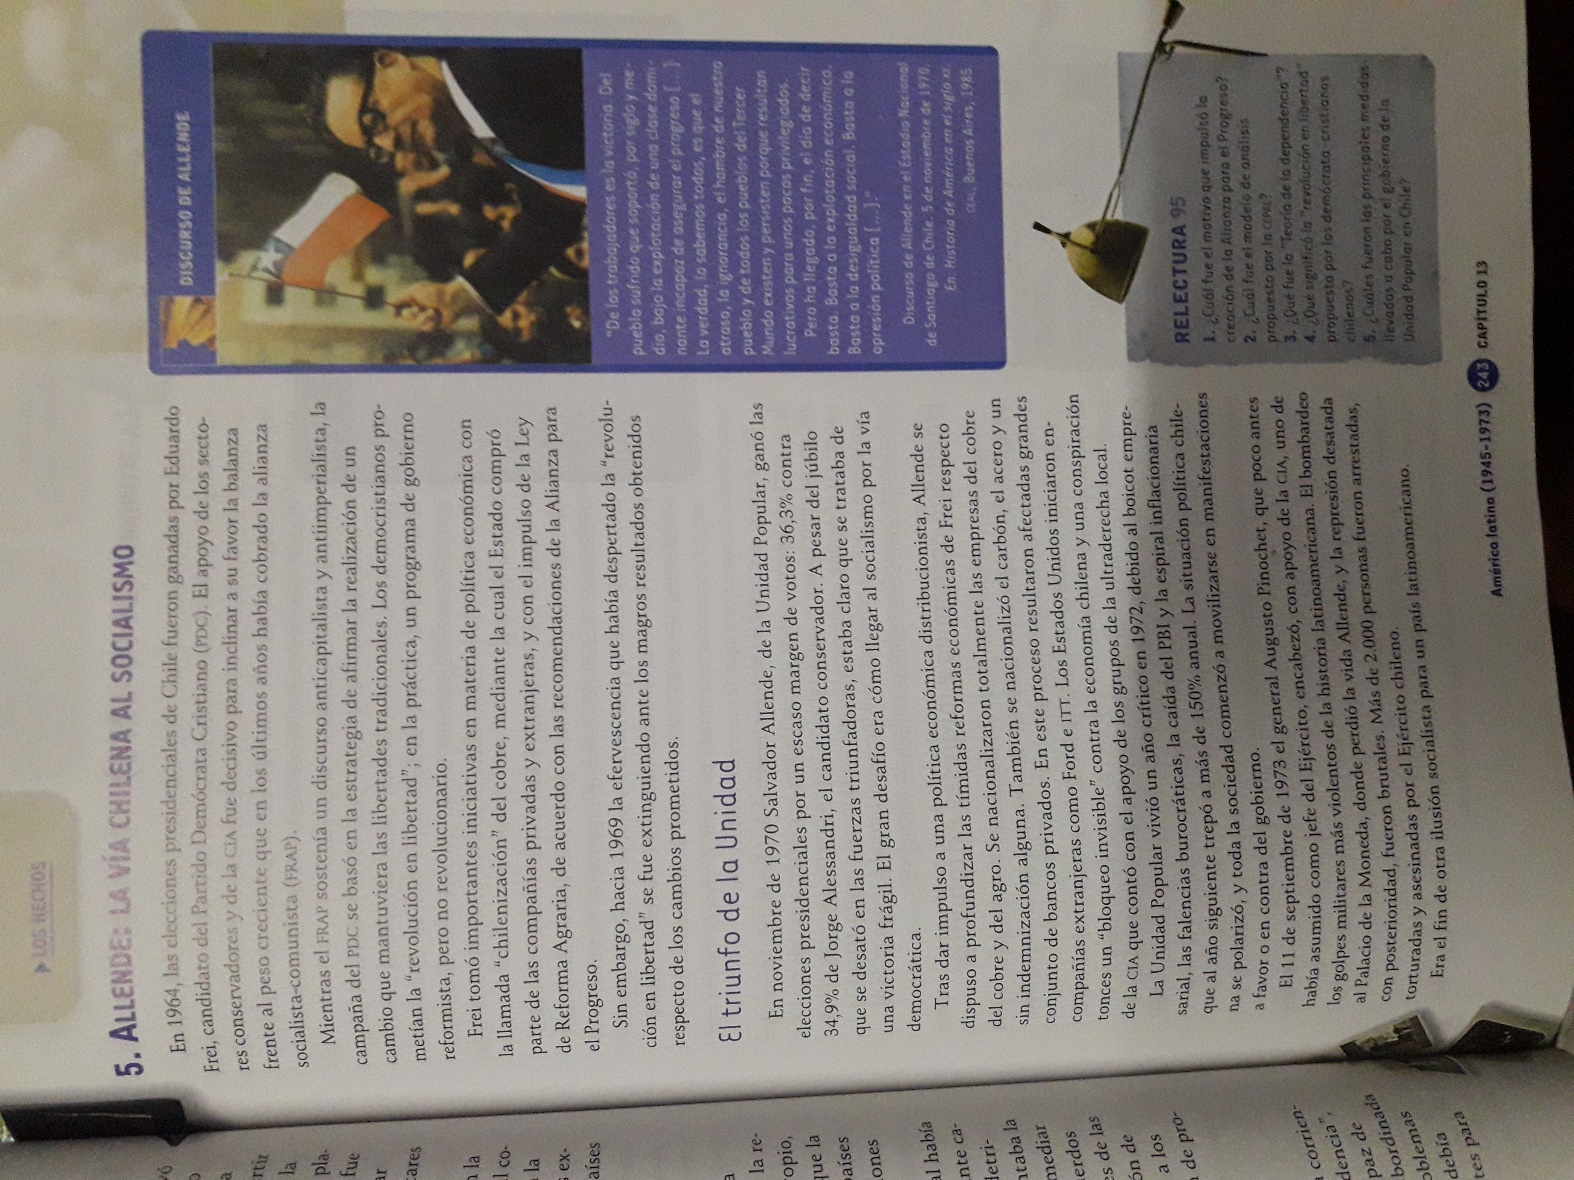 ▶ LOS HECHOS
5. ALLENDE: LA VÍA CHILENA AL SOCIALISMO
En 1964, las elecciones presidenciales de Chile fueron ganadas por Eduardo
Frei, candidato del Partido Demócrata Cristiano (PDC). El apoyo de los secto-
res conservadores y de la CIA fue decisivo para inclinar a su favor la balanza
frente al peso creciente que en los últimos años había cobrado la alianza
socialista-comunista (FRAP).
Mientras el FRAP sostenía un discurso anticapitalista y antiimperialista, la
campaña del PDC se basó en la estrategia de afirmar la realización de un
cambio que mantuviera las libertades tradicionales. Los democristianos pro-
metían la "revolución en libertad"; en la práctica, un programa de gobierno
reformista, pero no revolucionario.
Frei tomó importantes iniciativas en materia de política económica con
la llamada "chilenización" del cobre, mediante la cual el Estado compró
parte de las compañías privadas y extranjeras, y con el impulso de la Ley
de Reforma Agraria, de acuerdo con las recomendaciones de la Alianza para
el Progreso.
Sin embargo, hacia 1969 la efervescencia que había despertado la "revolu-
ción en libertad" se fue extinguiendo ante los magros resultados obtenidos
respecto de los cambios prometidos.
El triunfo de la Unidad
En noviembre de 1970 Salvador Allende, de la Unidad Popular, ganó las
elecciones presidenciales por un escaso margen de votos: 36,3% contra
34,9% de Jorge Alessandri, el candidato conservador. A pesar del júbilo
que se desató en las fuerzas triunfadoras, estaba claro que se trataba de
una victoria frágil. El gran desafío era cómo llegar al socialismo por la vía
democrática.
Tras dar impulso a una política económica distribucionista, Allende se
dispuso a profundizar las tímidas reformas económicas de Frei respecto
del cobre y del agro. Se nacionalizaron totalmente las empresas del cobre
sin indemnización alguna. También se nacionalizó el carbón, el acero y un
conjunto de bancos privados. En este proceso resultaron afectadas grandes
compañías extranjeras como Ford e ITT. Los Estados Unidos iniciaron en-
tonces un "bloqueo invisible" contra la economía chilena y una conspiración
de la CIA que contó con el apoyo de los grupos de la ultraderecha local.
La Unidad Popular vivió un año crítico en 1972, debido al boicot empre-
sarial, las falencias burocráticas, la caída del PBI y la espiral inflacionaria
que al año siguiente trepó a más de 150% anual. La situación política chile-
na se polarizó, y toda la sociedad comenzó a movilizarse en manifestaciones
a favor o en contra del gobierno.
El 11 de septiembre de 1973 el general Augusto Pinochet, que poco antes
había asumido como jefe del Ejército, encabezó, con apoyo de la CIA, uno de
los golpes militares más violentos de la historia latinoamericana. El bombardeo
al Palacio de la Moneda, donde perdió la vida Allende, y la represión desatada
con posterioridad, fueron brutales. Más de 2.000 personas fueron arrestadas,
torturadas y asesinadas por el Ejército chileno.
Era el fin de otra ilusión socialista para un país latinoamericano.
DISCURSO DE ALLENDE
"De los trabajadores es la victoria. Del
pueblo sufrido que soportó, por siglo y me-
dio, bajo la explotación de una clase domi-
nante incapaz de asegurar el progreso [...]
La verdad, lo sabemos todos, es que el
atraso, la ignorancia, el hambre de nuestro
pueblo y de todos los pueblos del Tercer
Mundo existen y persisten porque resultan
lucrativos para unos pocos privilegiados.
Pero ha llegado, por fin, el día de decir
basta. Basta a la explotación económica.
Basta a la desigualdad social. Basta a la
opresión política [...]."
Discurso de Allende en el Estadio Nacional
de Santiago de Chile, 5 de noviembre de 1970.
En: Historia de América en el siglo XX.
CEAL, Buenos Aires, 1985.
RELECTURA 95
1. ¿Cuál fue el motivo que impulsó la
creación de la Alianza para el Progreso?
2. ¿Cuál fue el modelo de análisis
propuesto por la CEPAL?
3. ¿Qué fue la "Teoría de la dependencia"?
4. ¿Qué significó la "revolución en libertad"
propuesta por los demócrata-cristianos
chilenos?
5. ¿Cuáles fueron las principales medidas
llevadas a cabo por el gobierno de la
Unidad Popular en Chile?
América latina (1945-1973) 243 CAPÍTULO 13